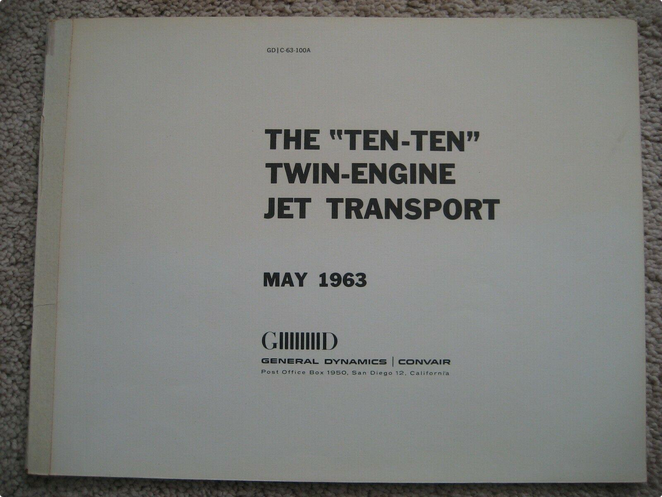 GD|C-63-100A
THE "TEN-TEN"
TWIN-ENGINE
JET TRANSPORT
MAY 1963
GD
GENERAL DYNAMICS | CONVAIR
Post Office Box 1950, San Diego 12, California